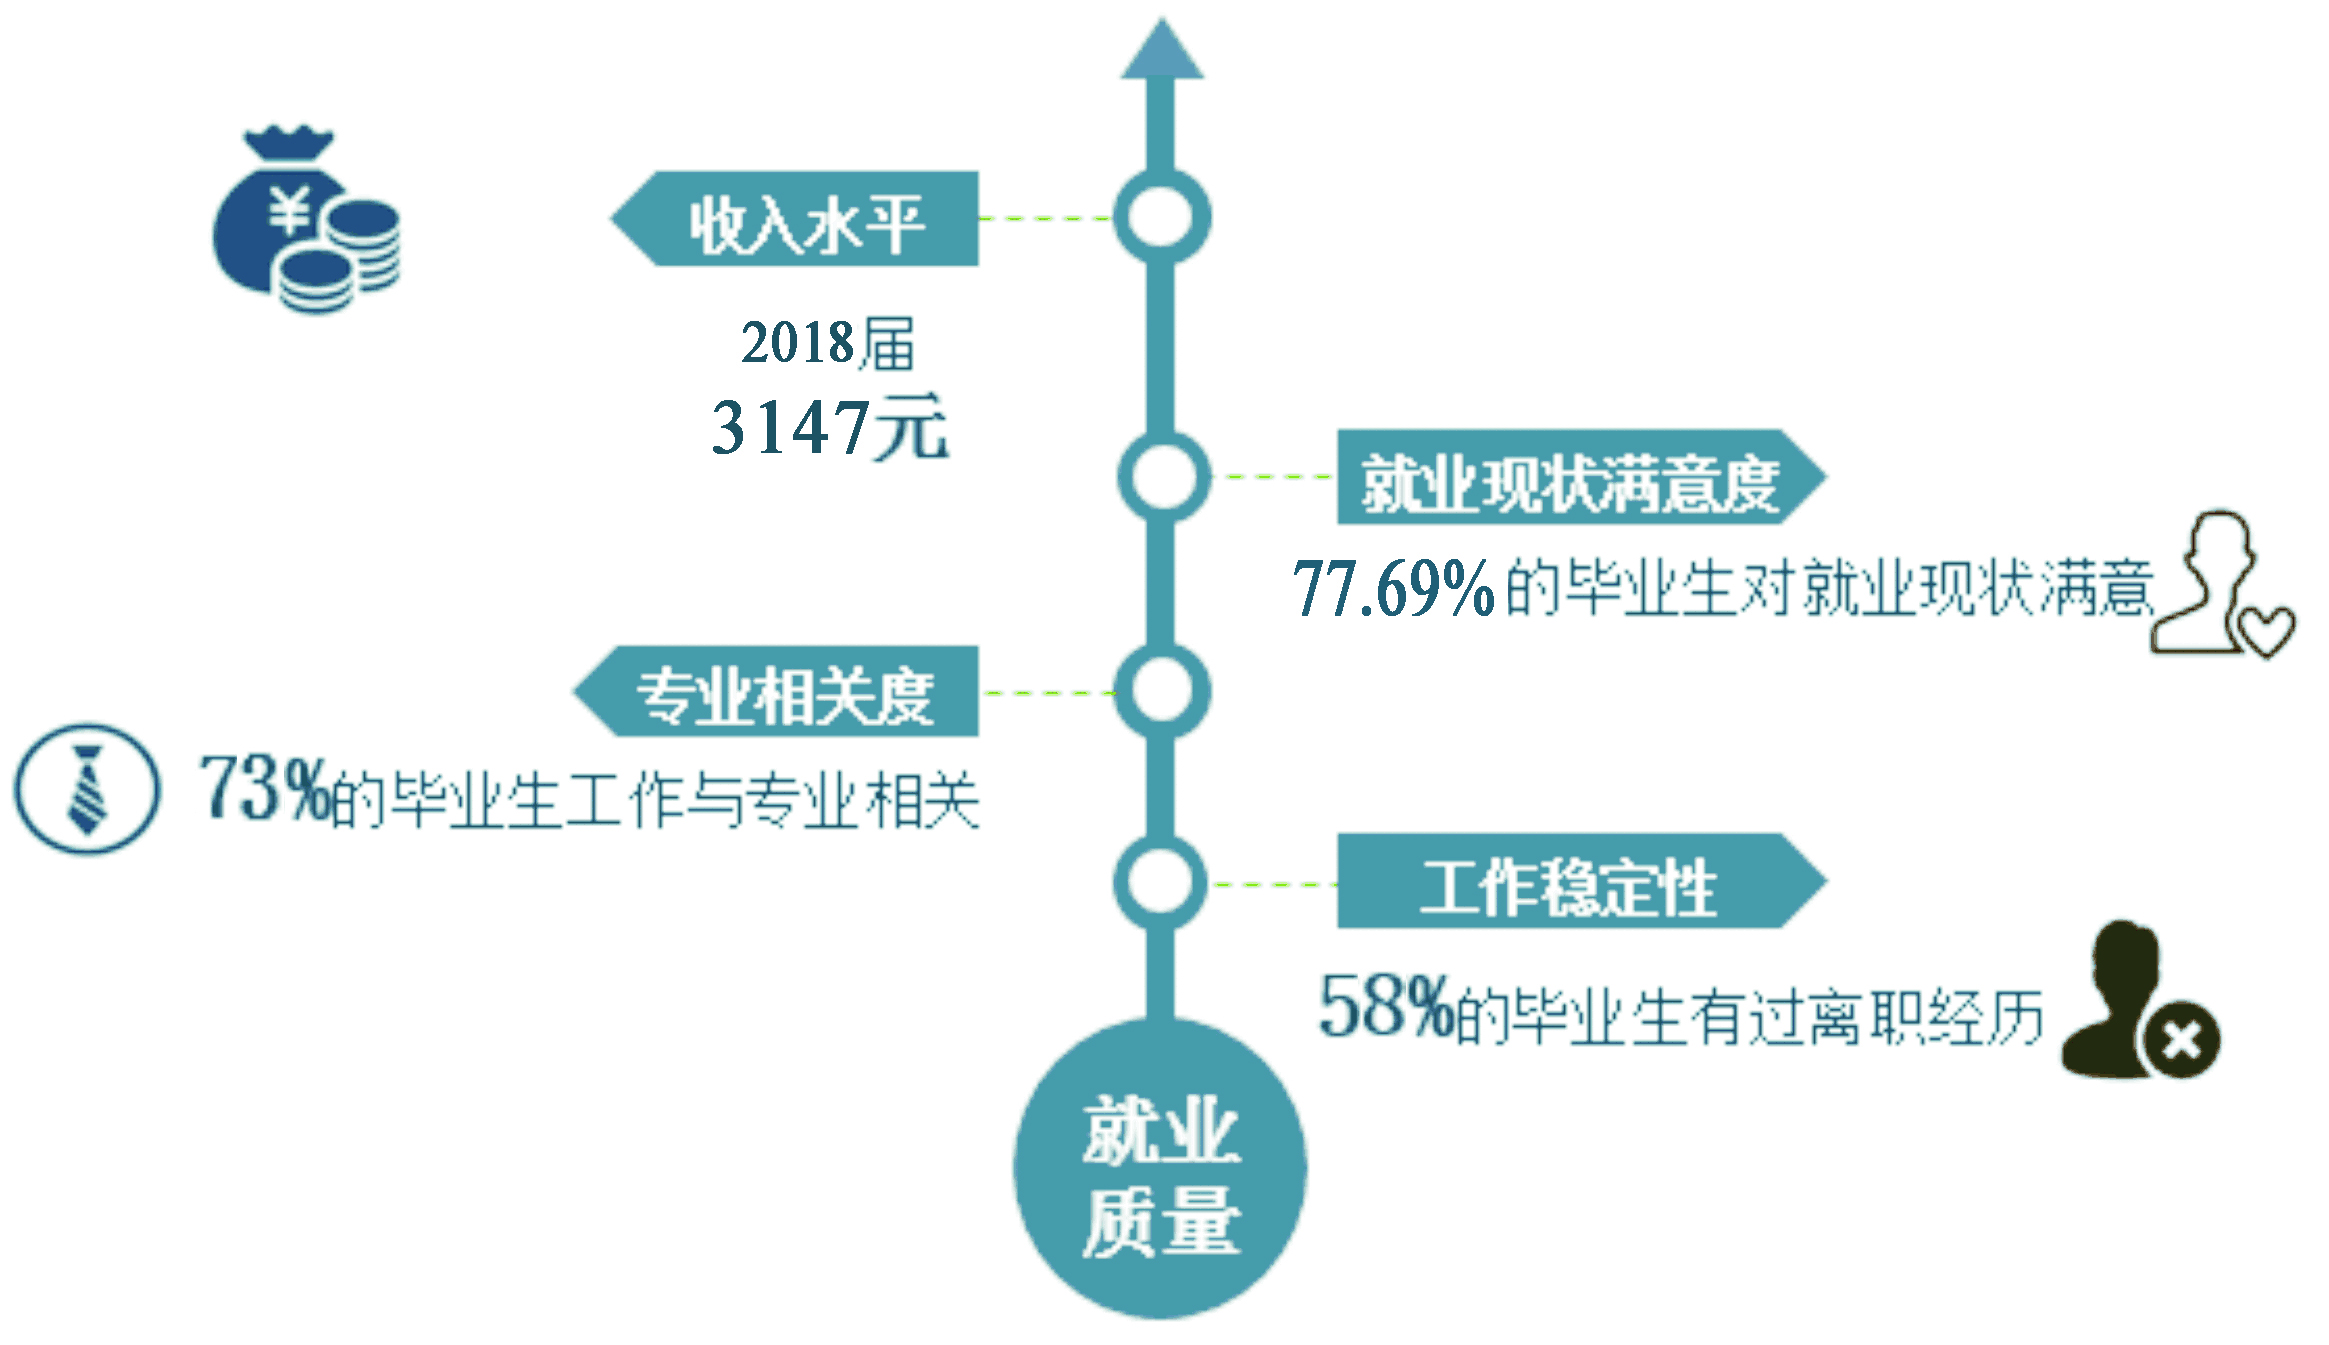 收入水平
2018届
3147元
就业现状满意度
77.69%的毕业生对就业现状满意
专业相关度
73%的毕业生工作与专业相关
工作稳定性
58%的毕业生有过离职经历
就业
质量